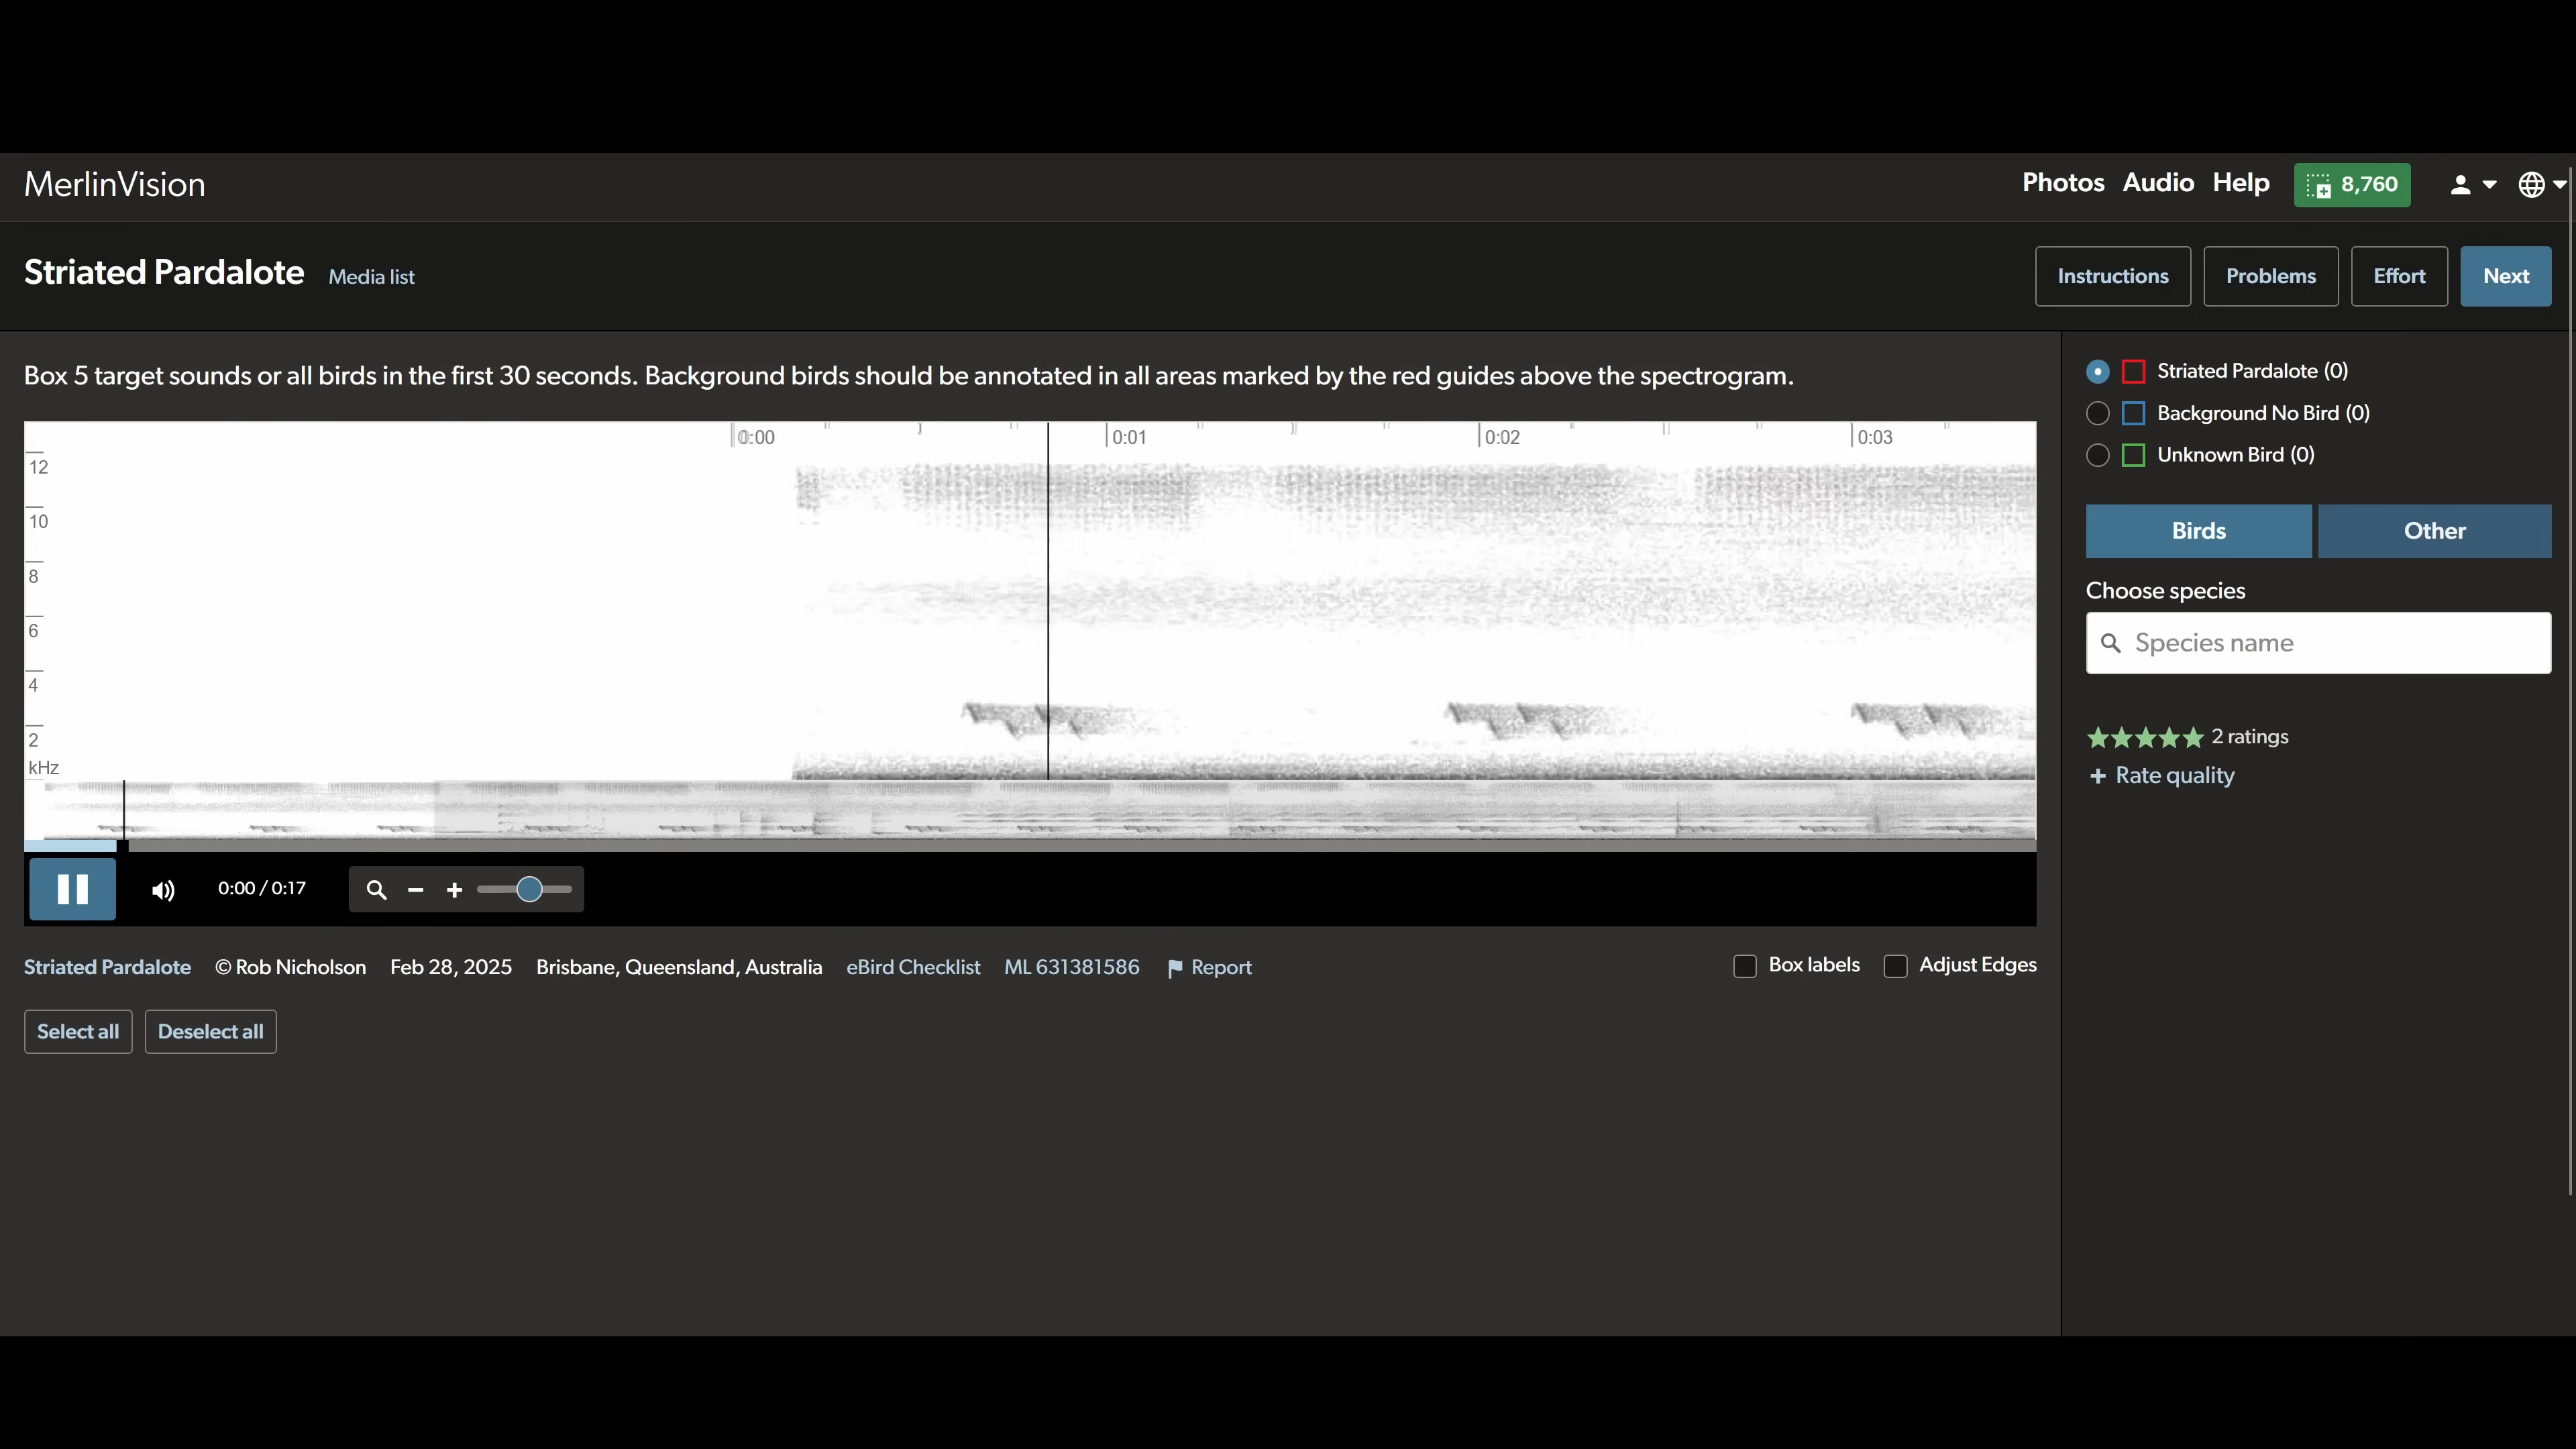 MerlinVision
Photos Audio Help 8,760
Striated Pardalote Media list
Instructions Problems Effort Next
Box 5 target sounds or all birds in the first 30 seconds. Background birds should be annotated in all areas marked by the red guides above the spectrogram.
0:00 0:01 0:02 0:03
12
10
8
6
4
2
kHz
0:00 / 0:17
Striated Pardalote © Rob Nicholson Feb 28, 2025 Brisbane, Queensland, Australia eBird Checklist ML 631381586 Report
Box labels Adjust Edges
Select all Deselect all
Striated Pardalote (0)
Background No Bird (0)
Unknown Bird (0)
Birds Other
Choose species
Species name
2 ratings
+ Rate quality